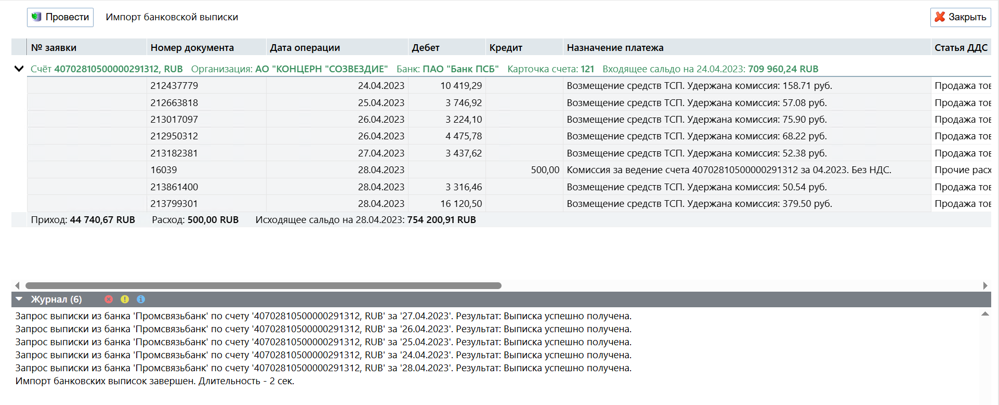 Провести Импорт банковской выписки Закрыть
№ заявки Номер документа Дата операции Дебет Кредит Назначение платежа Статья ДДС
Счёт 40702810500000291312, RUB Организация: АО "КОНЦЕРН "СОЗВЕЗДИЕ" Банк: ПАО "Банк ПСБ" Карточка счета: 121 Входящее сальдо на 24.04.2023: 709 960,24 RUB
212437779 24.04.2023 10 419,29 Возмещение средств ТСП. Удержана комиссия: 158.71 руб. Продажа тов
212663818 25.04.2023 3 746,92 Возмещение средств ТСП. Удержана комиссия: 57.08 руб. Продажа тов
213017097 26.04.2023 3 224,10 Возмещение средств ТСП. Удержана комиссия: 75.90 руб. Продажа тов
212950312 26.04.2023 4 475,78 Возмещение средств ТСП. Удержана комиссия: 68.22 руб. Продажа тов
213182381 27.04.2023 3 437,62 Возмещение средств ТСП. Удержана комиссия: 52.38 руб. Продажа тов
16039 28.04.2023 500,00 Комиссия за ведение счета 40702810500000291312 за 04.2023. Без НДС. Прочие расх
213861400 28.04.2023 3 316,46 Возмещение средств ТСП. Удержана комиссия: 50.54 руб. Продажа тов
213799301 28.04.2023 16 120,50 Возмещение средств ТСП. Удержана комиссия: 379.50 руб. Продажа тов
Приход: 44 740,67 RUB Расход: 500,00 RUB Исходящее сальдо на 28.04.2023: 754 200,91 RUB
Журнал (6)
Запрос выписки из банка 'Промсвязьбанк' по счету '40702810500000291312, RUB' за '27.04.2023'. Результат: Выписка успешно получена.
Запрос выписки из банка 'Промсвязьбанк' по счету '40702810500000291312, RUB' за '26.04.2023'. Результат: Выписка успешно получена.
Запрос выписки из банка 'Промсвязьбанк' по счету '40702810500000291312, RUB' за '25.04.2023'. Результат: Выписка успешно получена.
Запрос выписки из банка 'Промсвязьбанк' по счету '40702810500000291312, RUB' за '24.04.2023'. Результат: Выписка успешно получена.
Запрос выписки из банка 'Промсвязьбанк' по счету '40702810500000291312, RUB' за '28.04.2023'. Результат: Выписка успешно получена.
Импорт банковских выписок завершен. Длительность - 2 сек.